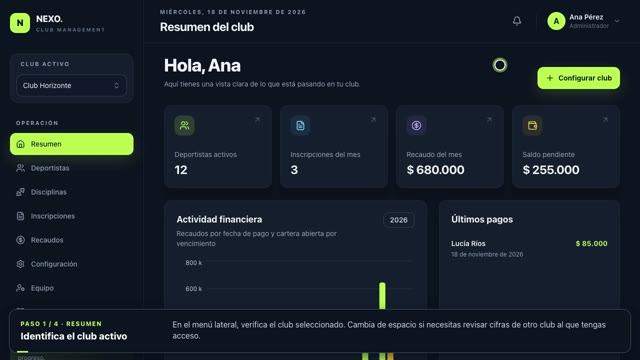 N
NEXO.
CLUB MANAGEMENT
CLUB ACTIVO
Club Horizonte
OPERACIÓN
Resumen
Deportistas
Disciplinas
Inscripciones
Recaudos
Configuración
Equipo
progreso.
MIÉRCOLES, 18 DE NOVIEMBRE DE 2026
Resumen del club
A
Ana Pérez
Administrador
Hola, Ana
Aquí tienes una vista clara de lo que está pasando en tu club.
+ Configurar club
Deportistas activos
12
Inscripciones del mes
3
Recaudo del mes
$ 680.000
Saldo pendiente
$ 255.000
Actividad financiera
2026
Recaudos por fecha de pago y cartera abierta por
vencimiento
800 k
600 k
Últimos pagos
Lucía Ríos
$ 85.000
18 de noviembre de 2026
PASO 1 / 4 · RESUMEN
Identifica el club activo
En el menú lateral, verifica el club seleccionado. Cambia de espacio si necesitas revisar cifras de otro club al que tengas
acceso.